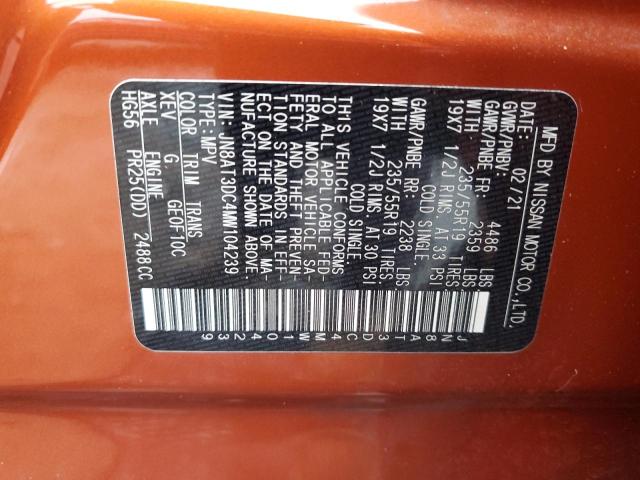 MFD BY NISSAN MOTOR CO.,LTD.
DATE: 02/21
GVWR/PNBV: 4486 LBS
GAWR/PNBE FR: 2359 LBS
WITH 235/55R19 TIRES
19X7 1/2J RIMS, AT 33 PSI
COLD SINGLE
GAWR/PNBE RR: 2238 LBS
WITH 235/55R19 TIRES
19X7 1/2J RIMS, AT 30 PSI
COLD SINGLE
THIS VEHICLE CONFORMS
TO ALL APPLICABLE FED-
ERAL MOTOR VEHICLE SA-
FETY AND THEFT PREVEN-
TION STANDARDS IN EFF-
ECT ON THE DATE OF MA-
NUFACTURE SHOWN ABOVE.
VIN: JN8AT3DC4MW104239
TYPE: MPV
COLOR TRIM TRANS
XEV G GE0F10C
AXLE ENGINE
HG56 PR25(DD) 2488CC
JN8AT3DC4MW104239